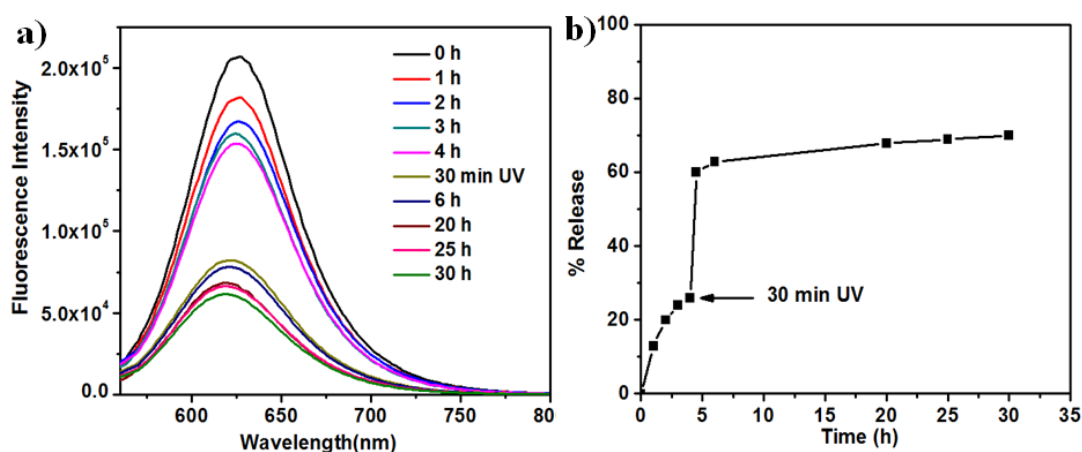 a)
Fluorescence Intensity
2.0x10⁵
1.5x10⁵
1.0x10⁵
5.0x10⁴
0.0
600
650
700
750
80
Wavelength(nm)
0 h
1 h
2 h
3 h
4 h
30 min UV
6 h
20 h
25 h
30 h
b)
% Release
100
80
60
40
20
0
0
5
10
15
20
25
30
35
Time (h)
30 min UV